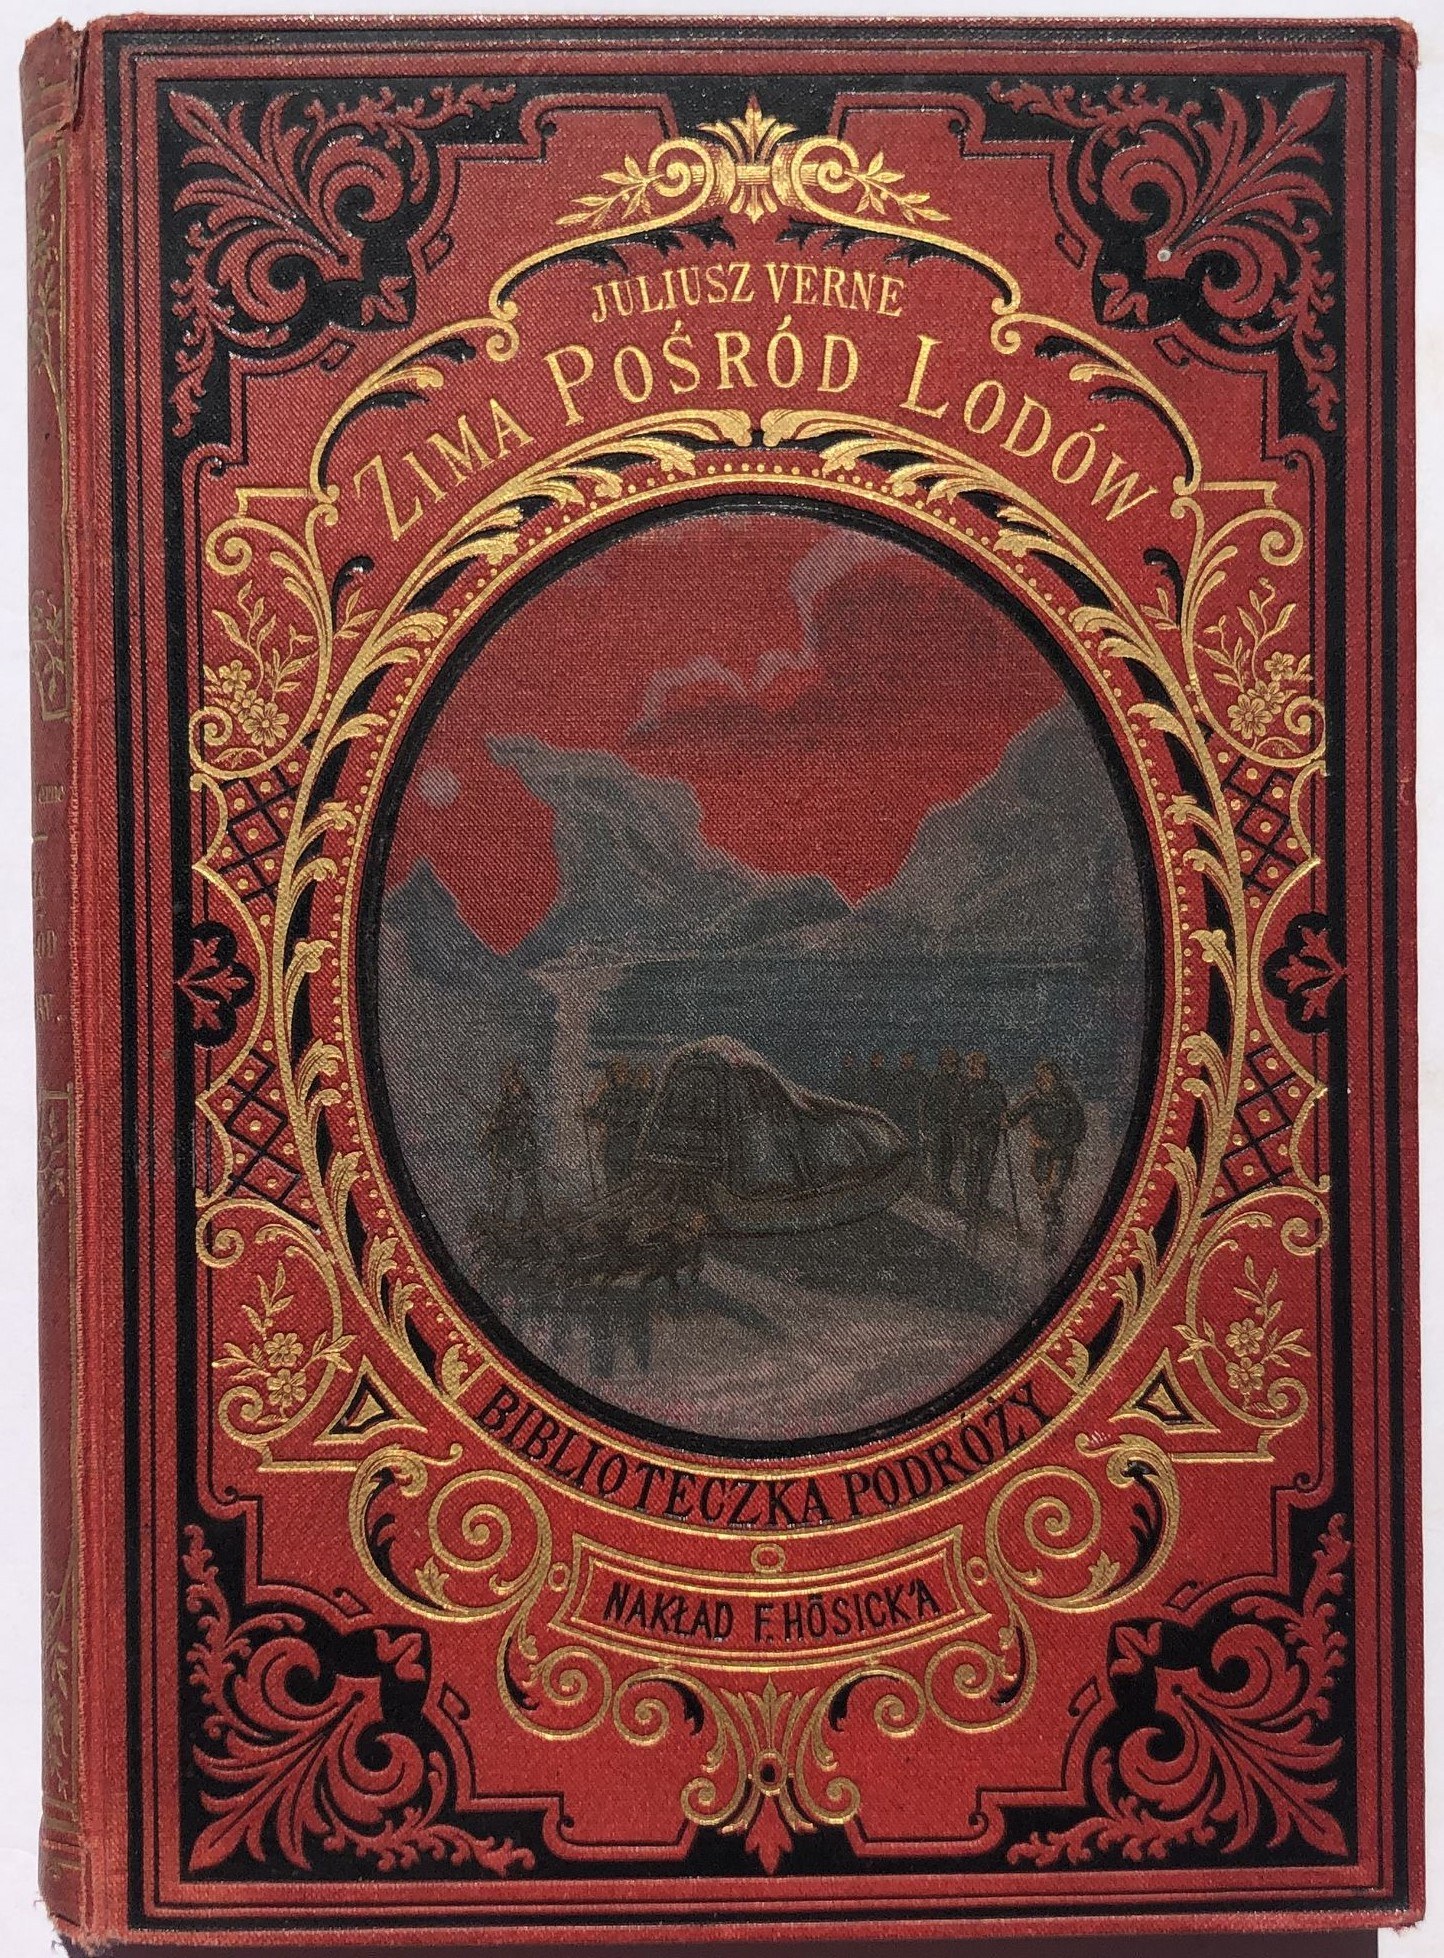 JULIUSZ VERNE
ZIMA POŚRÓD LODÓW
BIBLIOTECZKA PODRÓŻY
NAKŁAD F. HÖSICK'A